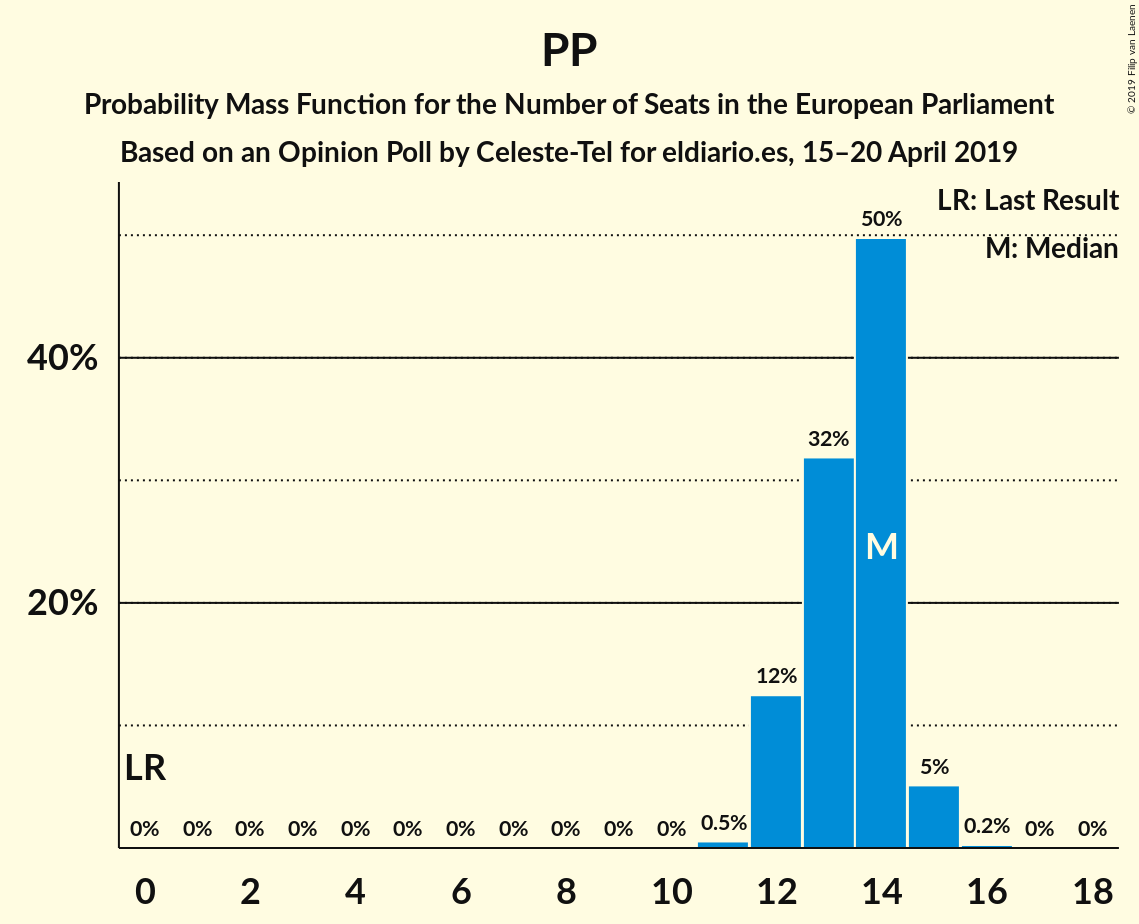 PP
Probability Mass Function for the Number of Seats in the European Parliament
Based on an Opinion Poll by Celeste-Tel for eldiario.es, 15–20 April 2019
© 2019 Filip van Laenen
LR: Last Result
M: Median
50%
40%
32%
M
20%
12%
LR
5%
0% 0% 0% 0% 0% 0% 0% 0% 0% 0% 0% 0.5% 0.2% 0% 0%
0 2 4 6 8 10 12 14 16 18